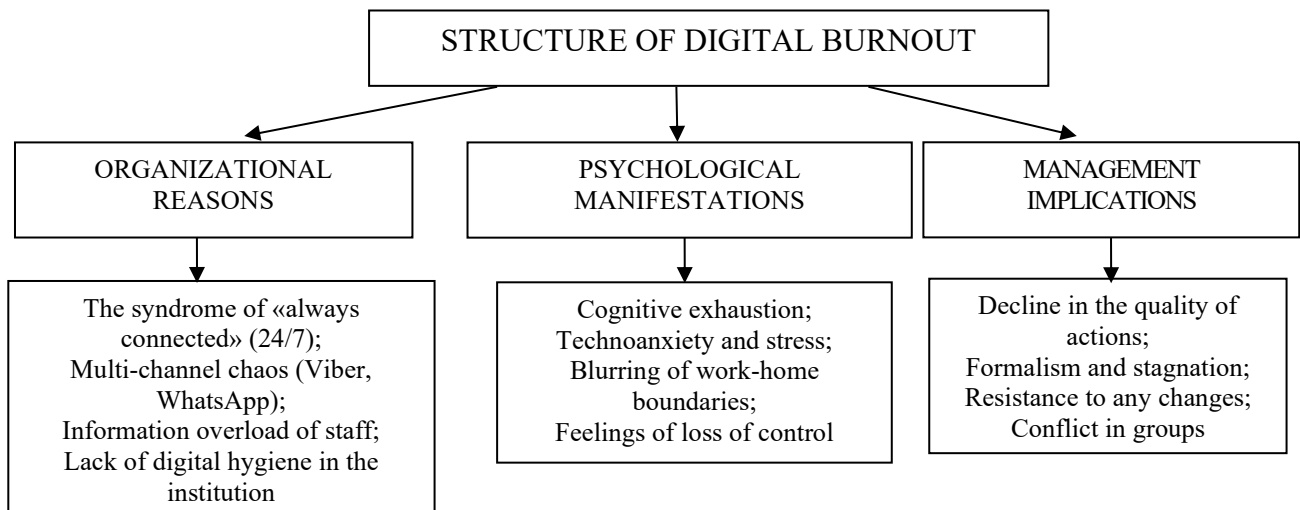 STRUCTURE OF DIGITAL BURNOUT
ORGANIZATIONAL
REASONS
PSYCHOLOGICAL
MANIFESTATIONS
MANAGEMENT
IMPLICATIONS
The syndrome of «always
connected» (24/7);
Multi-channel chaos (Viber,
WhatsApp);
Information overload of staff;
Lack of digital hygiene in the
institution
Cognitive exhaustion;
Technoanxiety and stress;
Blurring of work-home
boundaries;
Feelings of loss of control
Decline in the quality of
actions;
Formalism and stagnation;
Resistance to any changes;
Conflict in groups